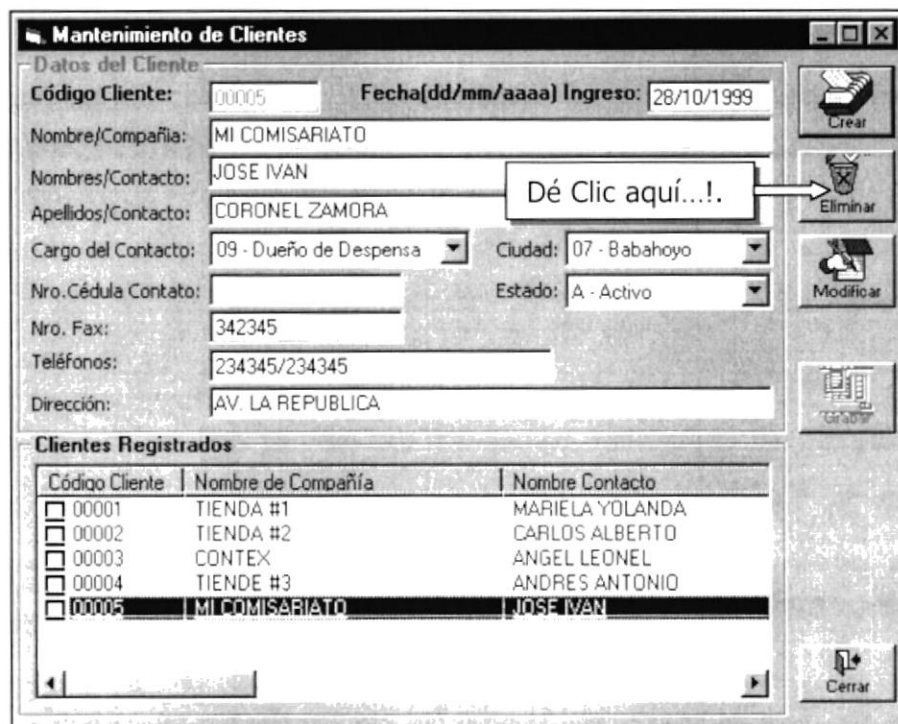 Mantenimiento de Clientes
Datos del Cliente
Código Cliente: 00005 Fecha(dd/mm/aaaa) Ingreso: 28/10/1999
Crear
Nombre/Compañia: MI COMISARIATO
Nombres/Contacto: JOSE IVAN
Dé Clic aquí...!.
Eliminar
Apellidos/Contacto: CORONEL ZAMORA
Cargo del Contacto: 09 - Dueño de Despensa Ciudad: 07 - Babahoyo
Nro.Cédula Contato: Estado: A - Activo
Modificar
Nro. Fax: 342345
Teléfonos: 234345/234345
Dirección: AV. LA REPUBLICA
Grabar
Clientes Registrados
Código Cliente Nombre de Compañía Nombre Contacto
00001 TIENDA #1 MARIELA YOLANDA
00002 TIENDA #2 CARLOS ALBERTO
00003 CONTEX ANGEL LEONEL
00004 TIENDE #3 ANDRES ANTONIO
00005 MI COMISARIATO JOSE IVAN
Cerrar